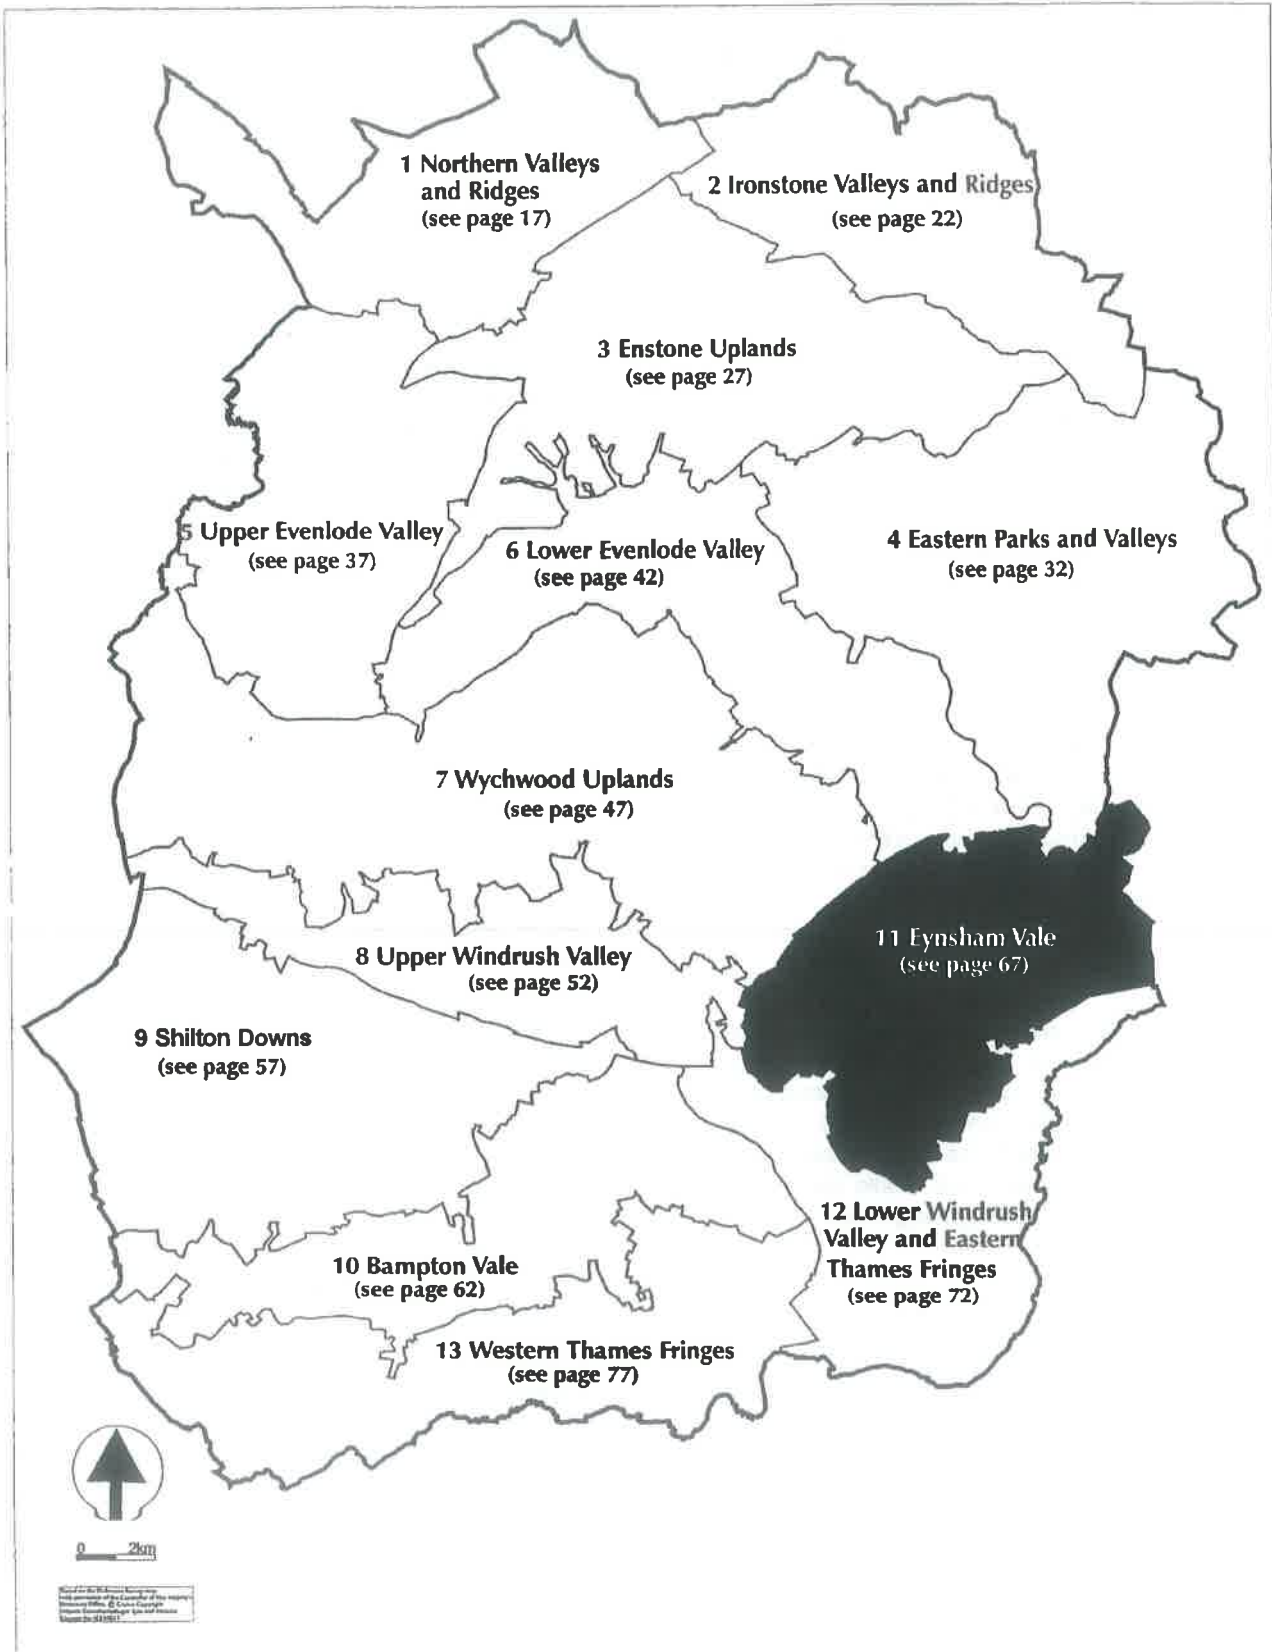 1 Northern Valleys
and Ridges
(see page 17)
2 Ironstone Valleys and Ridges
(see page 22)
3 Enstone Uplands
(see page 27)
5 Upper Evenlode Valley
(see page 37)
6 Lower Evenlode Valley
(see page 42)
4 Eastern Parks and Valleys
(see page 32)
7 Wychwood Uplands
(see page 47)
11 Eynsham Vale
(see page 67)
8 Upper Windrush Valley
(see page 52)
9 Shilton Downs
(see page 57)
12 Lower Windrush
Valley and Eastern
Thames Fringes
(see page 72)
10 Bampton Vale
(see page 62)
13 Western Thames Fringes
(see page 77)
0 2km